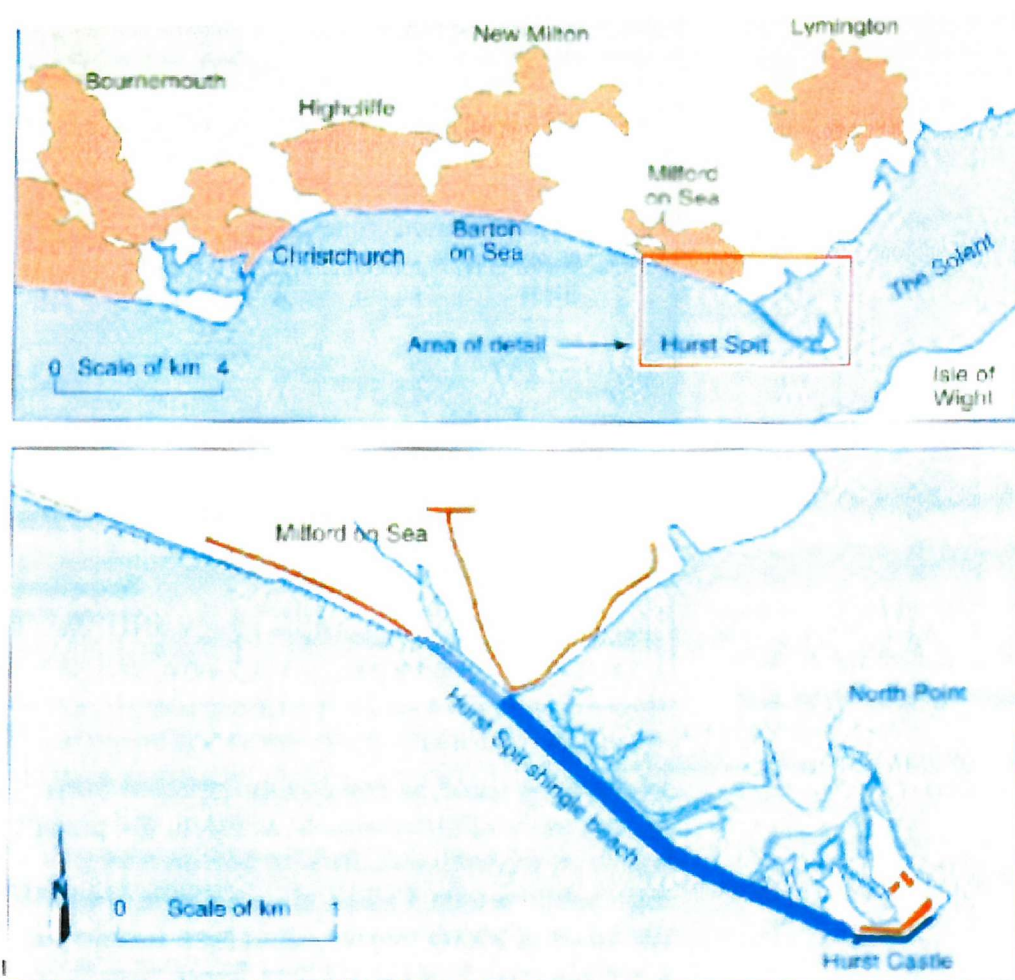 New Milton
Lymington
Bournemouth
Highcliffe
Milford
on Sea
Barton
on Sea
Christchurch
The Solent
Area of detail
Hurst Spit
0 Scale of km 4
Isle of
Wight
Milford on Sea
North Point
Hurst Spit shingle beach
N
0 Scale of km 1
Hurst Castle